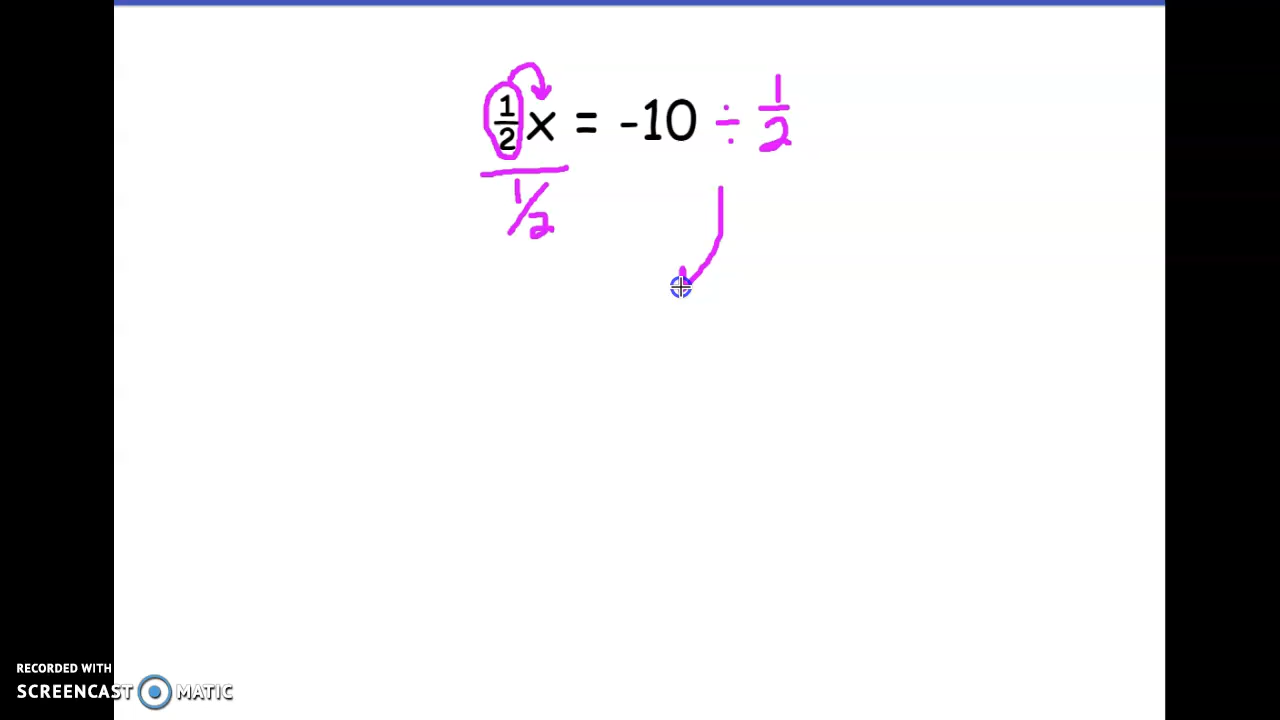 1/2x = -10 ÷ 1/2
1/2
RECORDED WITH
SCREENCAST MATIC